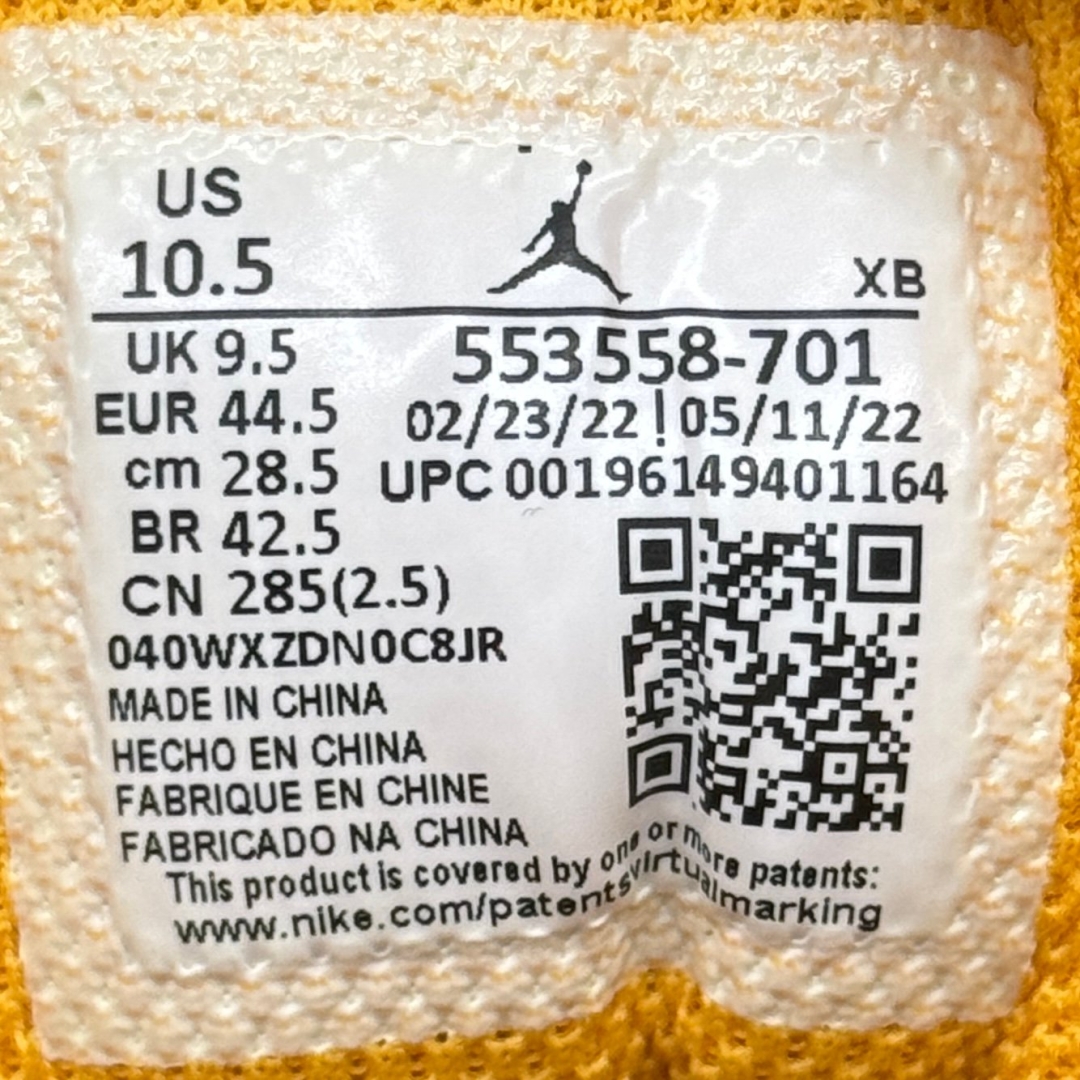 US
10.5
XB
UK 9.5
553558-701
EUR 44.5
02/23/22 | 05/11/22
cm 28.5
UPC 00196149401164
BR 42.5
CN 285(2.5)
040WXZDN0C8JR
MADE IN CHINA
HECHO EN CHINA
FABRIQUE EN CHINE
FABRICADO NA CHINA
This product is covered by one or more patents:
www.nike.com/patentsvirtualmarking